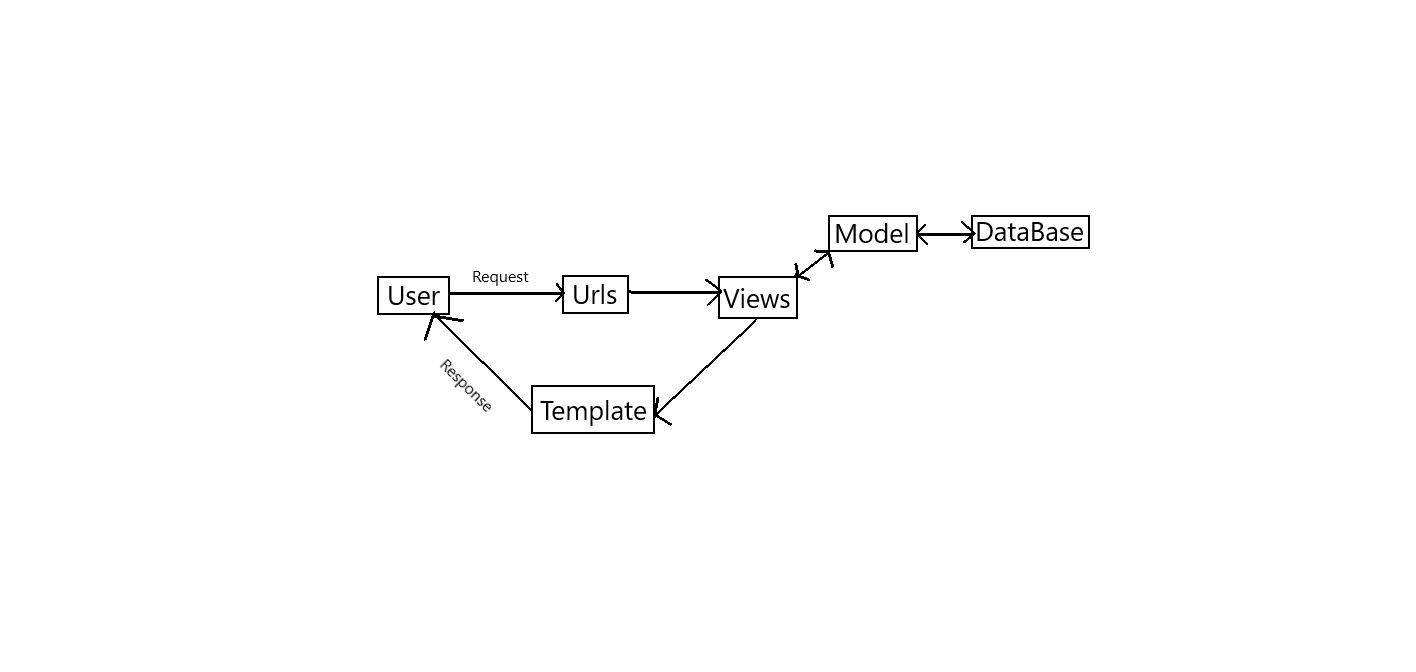 Model
DataBase
Request
User
Urls
Views
Response
Template